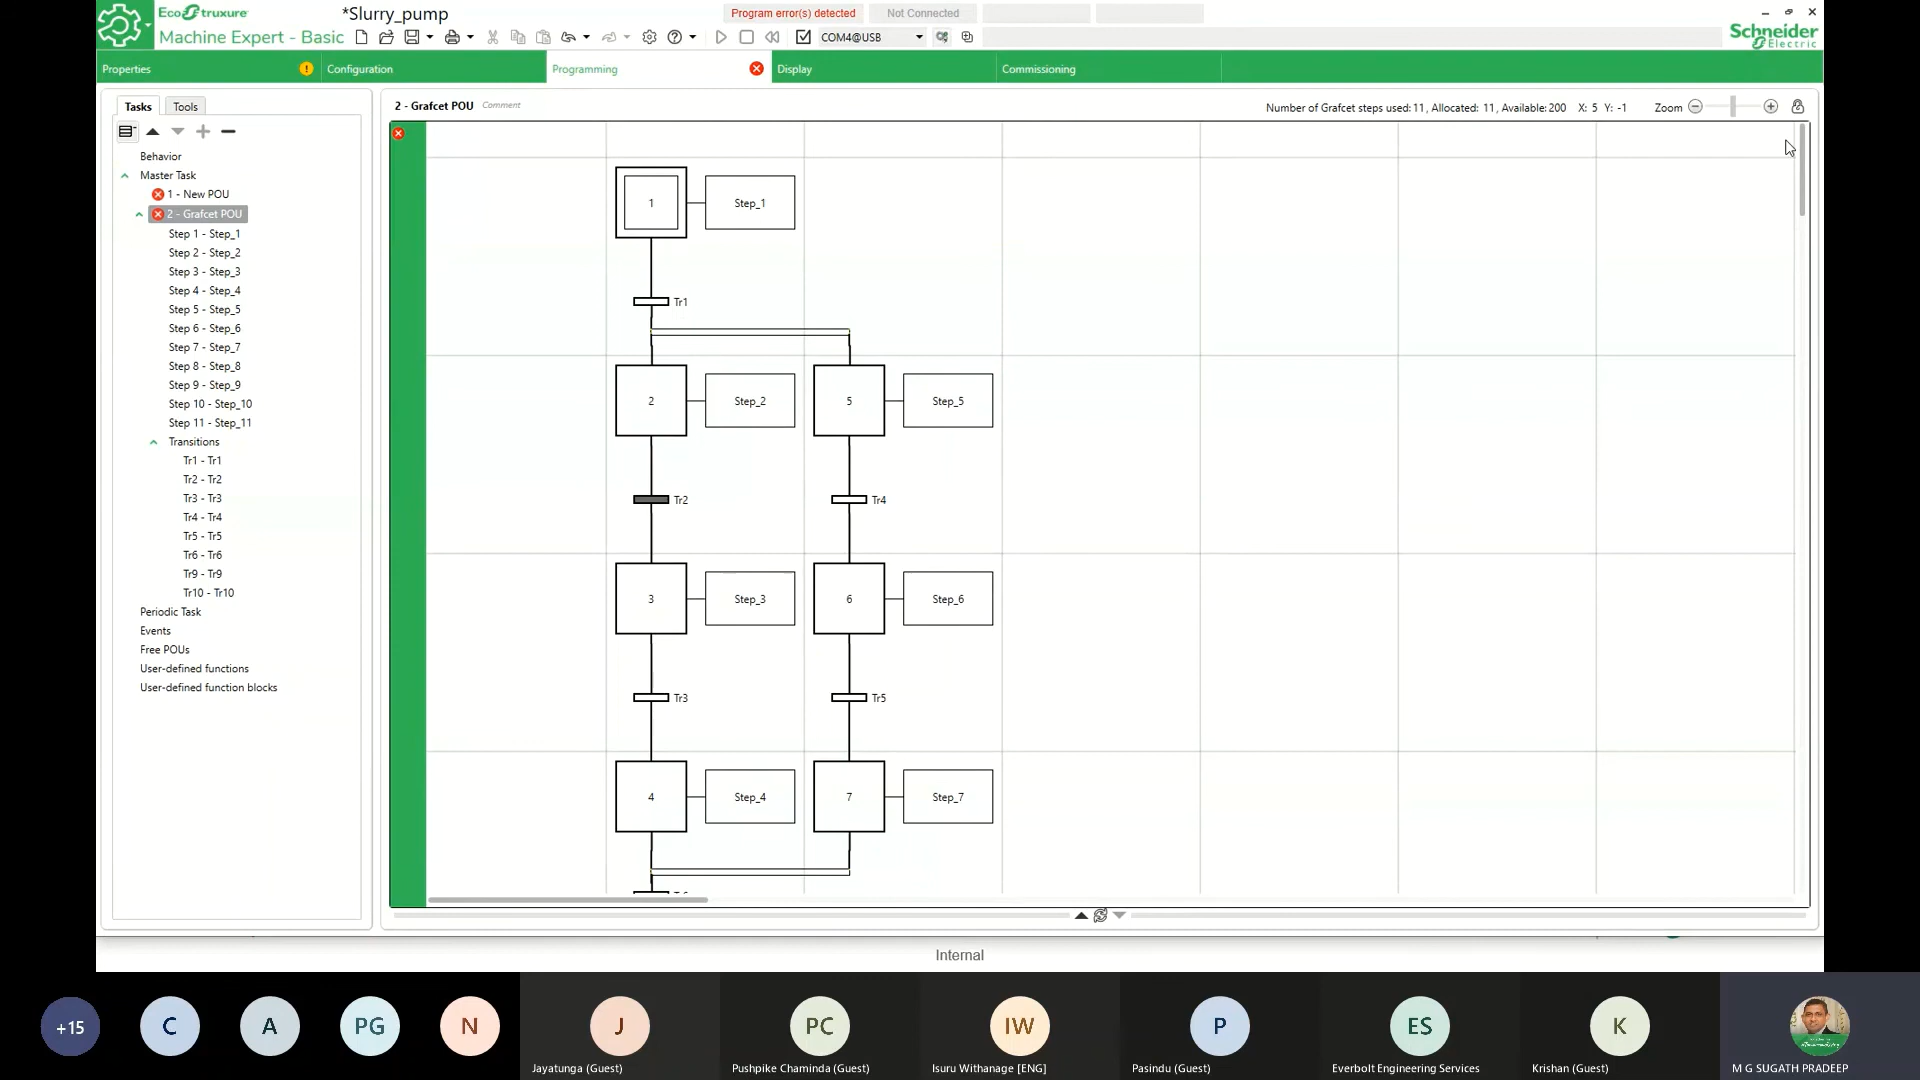 EcoStruxure
Machine Expert - Basic
*Slurry_pump
Program error(s) detected
Not Connected
COM4@USB
Schneider
Electric
Properties
Configuration
Programming
Display
Commissioning
Tasks
Tools
2 - Grafcet POU
Comment
Number of Grafcet steps used: 11, Allocated: 11, Available: 200 X: 5 Y: -1
Zoom
Behavior
Master Task
1 - New POU
2 - Grafcet POU
Step 1 - Step_1
Step 2 - Step_2
Step 3 - Step_3
Step 4 - Step_4
Step 5 - Step_5
Step 6 - Step_6
Step 7 - Step_7
Step 8 - Step_8
Step 9 - Step_9
Step 10 - Step_10
Step 11 - Step_11
Transitions
Tr1 - Tr1
Tr2 - Tr2
Tr3 - Tr3
Tr4 - Tr4
Tr5 - Tr5
Tr6 - Tr6
Tr9 - Tr9
Tr10 - Tr10
Periodic Task
Events
Free POUs
User-defined functions
User-defined function blocks
1
Step_1
Tr1
2
Step_2
5
Step_5
Tr2
Tr4
3
Step_3
6
Step_6
Tr3
Tr5
4
Step_4
7
Step_7
Internal
+15
C
A
PG
N
J
PC
IW
P
ES
K
Jayatunga (Guest)
Pushpike Chaminda (Guest)
Isuru Withanage [ENG]
Pasindu (Guest)
Everbolt Engineering Services
Krishan (Guest)
M G SUGATH PRADEEP